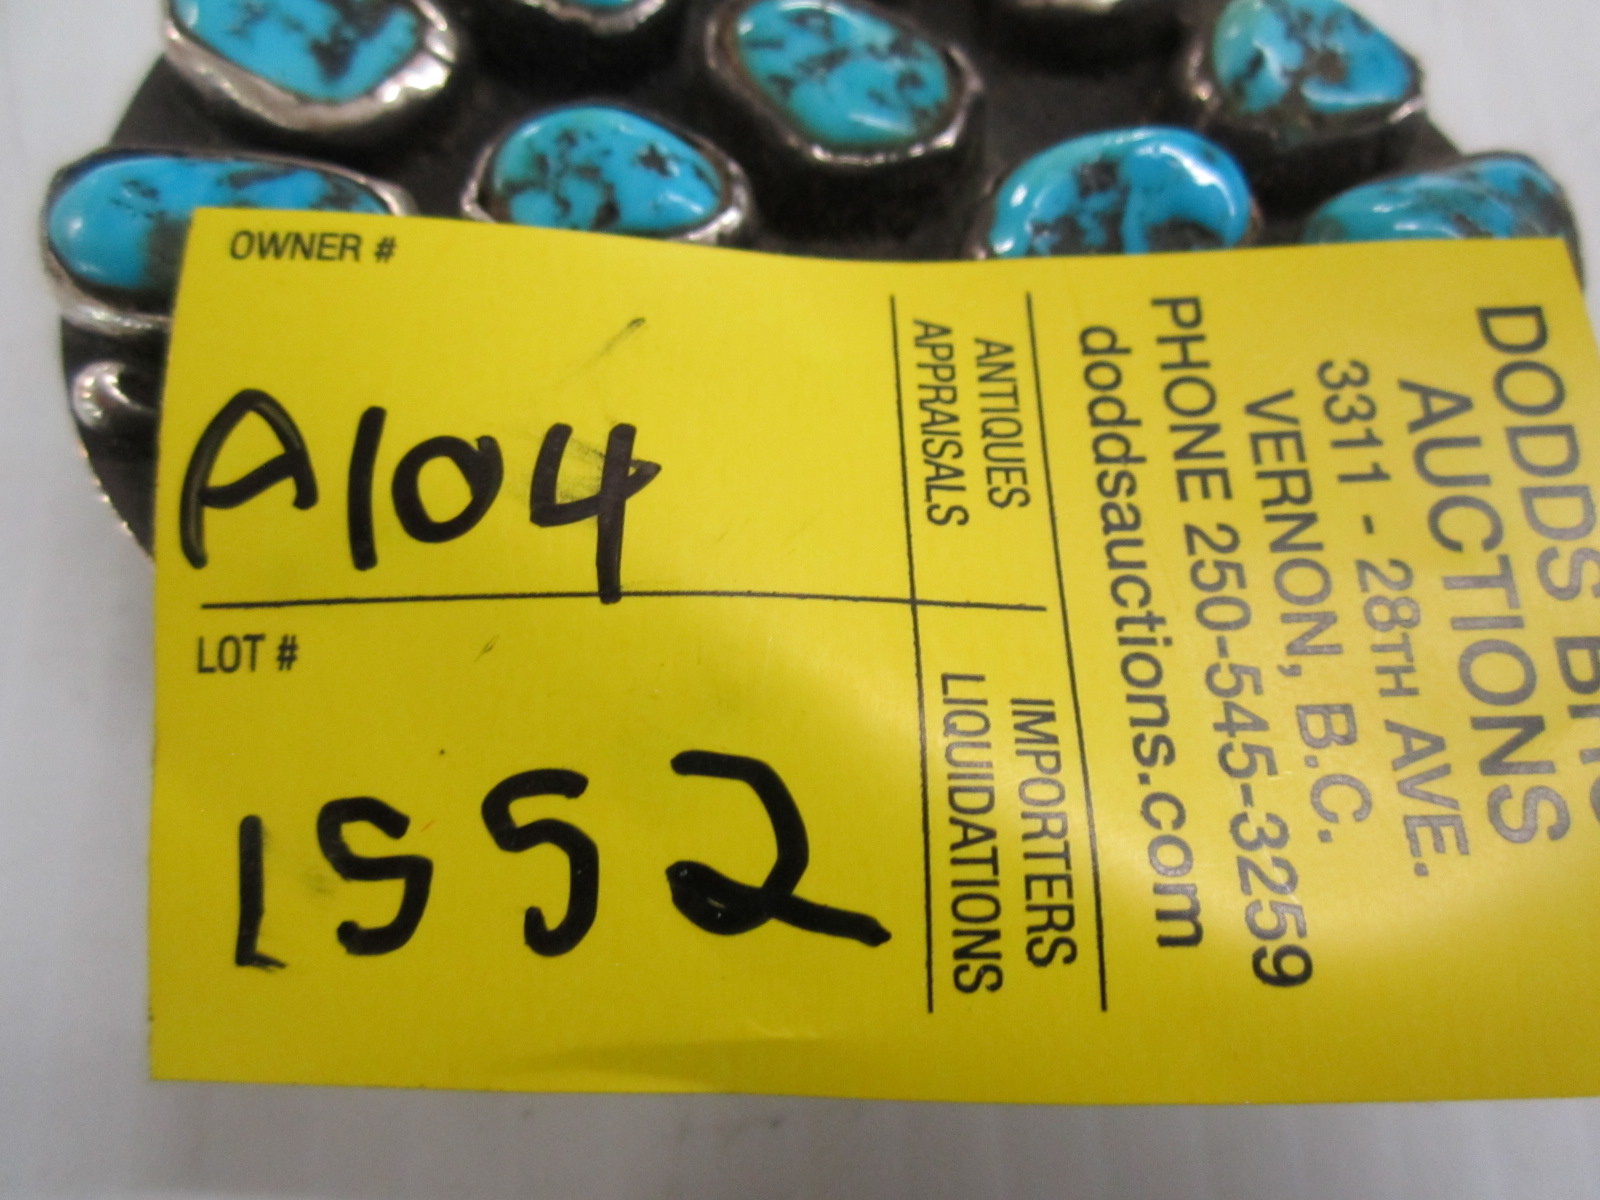 OWNER #
A104
LOT #
1552
ANTIQUES
APPRAISALS
IMPORTERS
LIQUIDATIONS
DODDS
AUCTIONS
3311 - 28TH AVE.
VERNON, B.C.
PHONE 250-545-3259
doddsauctions.com